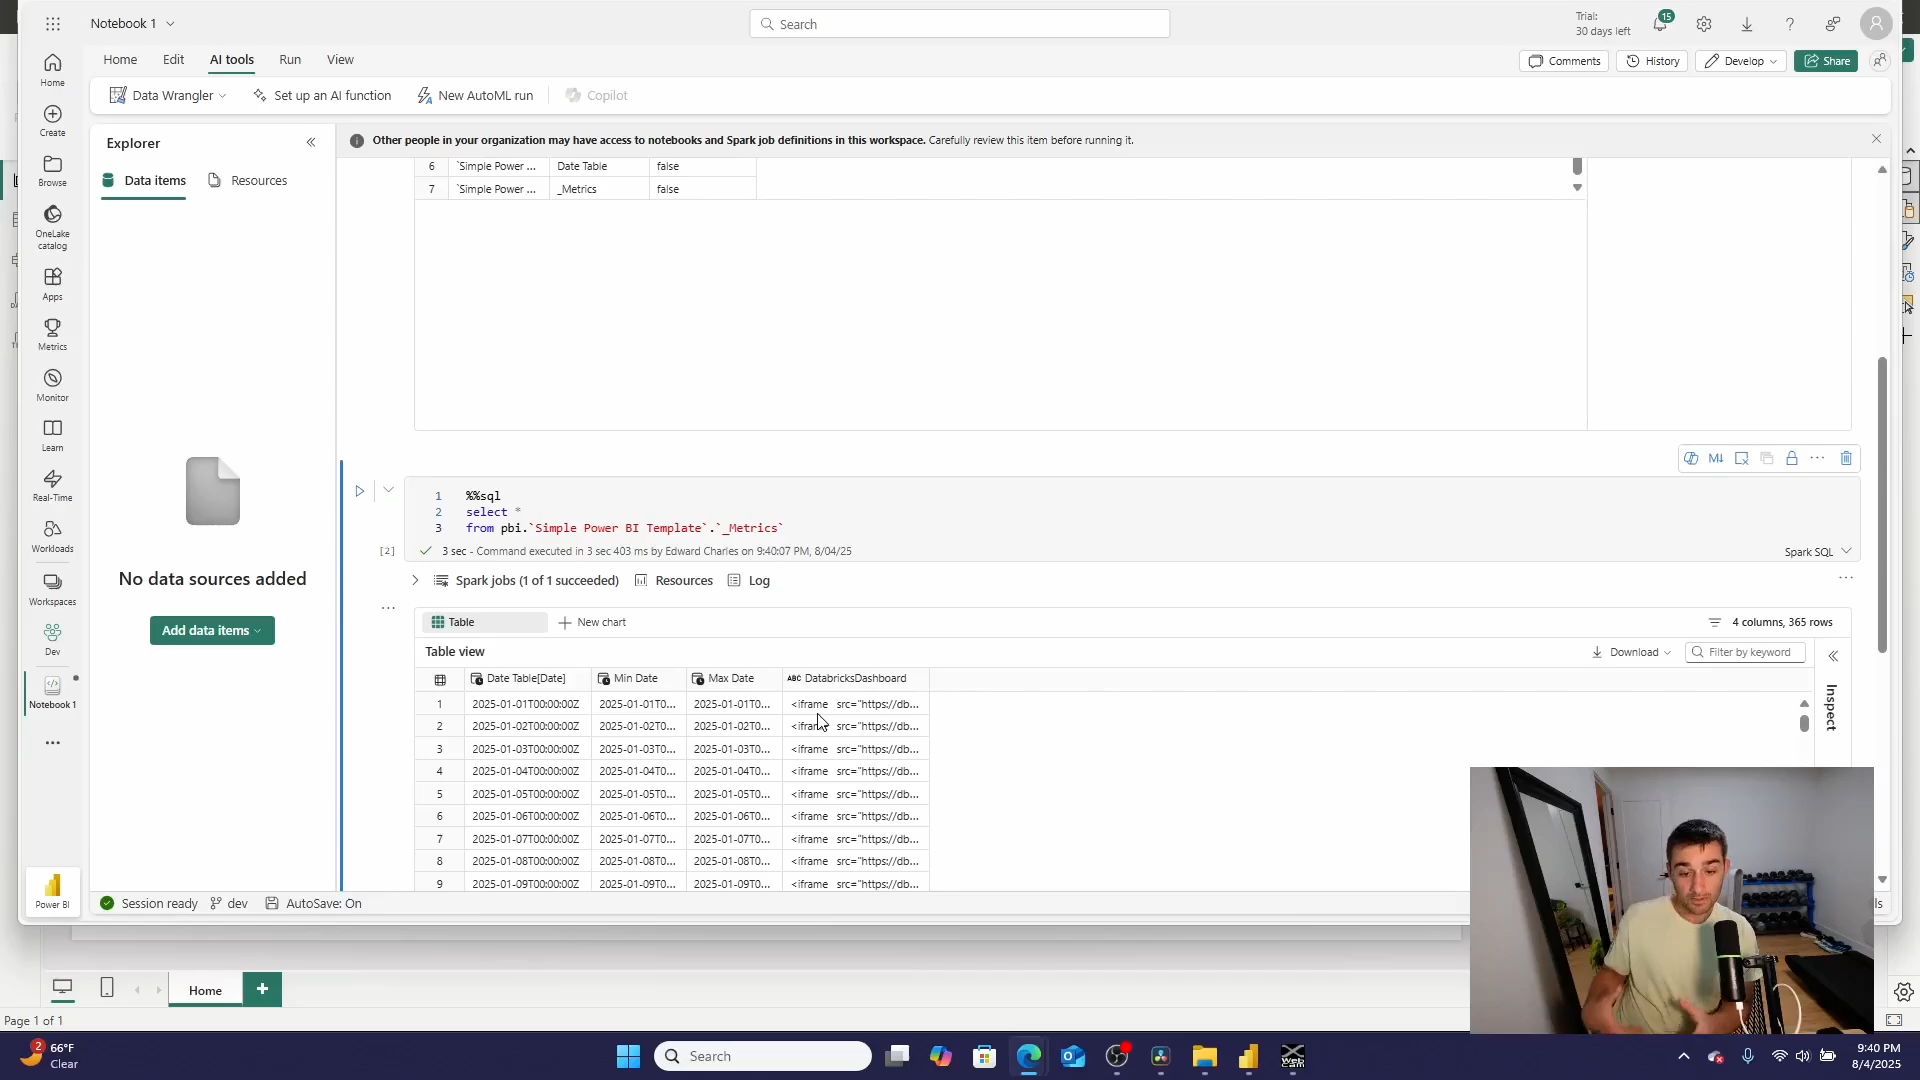 Notebook 1
Search
Trial:
30 days left
15
Home
Edit
AI tools
Run
View
Comments
History
Develop
Share
Data Wrangler
Set up an AI function
New AutoML run
Copilot
Home
Create
Browse
OneLake
catalog
Apps
Metrics
Monitor
Learn
Real-Time
Workloads
Workspaces
Dev
Notebook 1
Power BI
Explorer
Data items
Resources
No data sources added
Add data items
Other people in your organization may have access to notebooks and Spark job definitions in this workspace. Carefully review this item before running it.
6 `Simple Power ... Date Table false
7 `Simple Power ... _Metrics false
1 %%sql
2 select *
3 from pbi.`Simple Power BI Template`.`_Metrics`
[2] 3 sec - Command executed in 3 sec 403 ms by Edward Charles on 9:40:07 PM, 8/04/25
Spark SQL
Spark jobs (1 of 1 succeeded) Resources Log
Table New chart
4 columns, 365 rows
Table view
Download
Filter by keyword
Inspect
Date Table[Date] Min Date Max Date ABC DatabricksDashboard
1 2025-01-01T00:00:00Z 2025-01-01T0... 2025-01-01T0... <iframe src="https://db...
2 2025-01-02T00:00:00Z 2025-01-02T0... 2025-01-02T0... <iframe src="https://db...
3 2025-01-03T00:00:00Z 2025-01-03T0... 2025-01-03T0... <iframe src="https://db...
4 2025-01-04T00:00:00Z 2025-01-04T0... 2025-01-04T0... <iframe src="https://db...
5 2025-01-05T00:00:00Z 2025-01-05T0... 2025-01-05T0... <iframe src="https://db...
6 2025-01-06T00:00:00Z 2025-01-06T0... 2025-01-06T0... <iframe src="https://db...
7 2025-01-07T00:00:00Z 2025-01-07T0... 2025-01-07T0... <iframe src="https://db...
8 2025-01-08T00:00:00Z 2025-01-08T0... 2025-01-08T0... <iframe src="https://db...
9 2025-01-09T00:00:00Z 2025-01-09T0... 2025-01-09T0... <iframe src="https://db...
Session ready
dev
AutoSave: On
Home
Page 1 of 1
2
66°F
Clear
Search
WEB
CAM
9:40 PM
8/4/2025